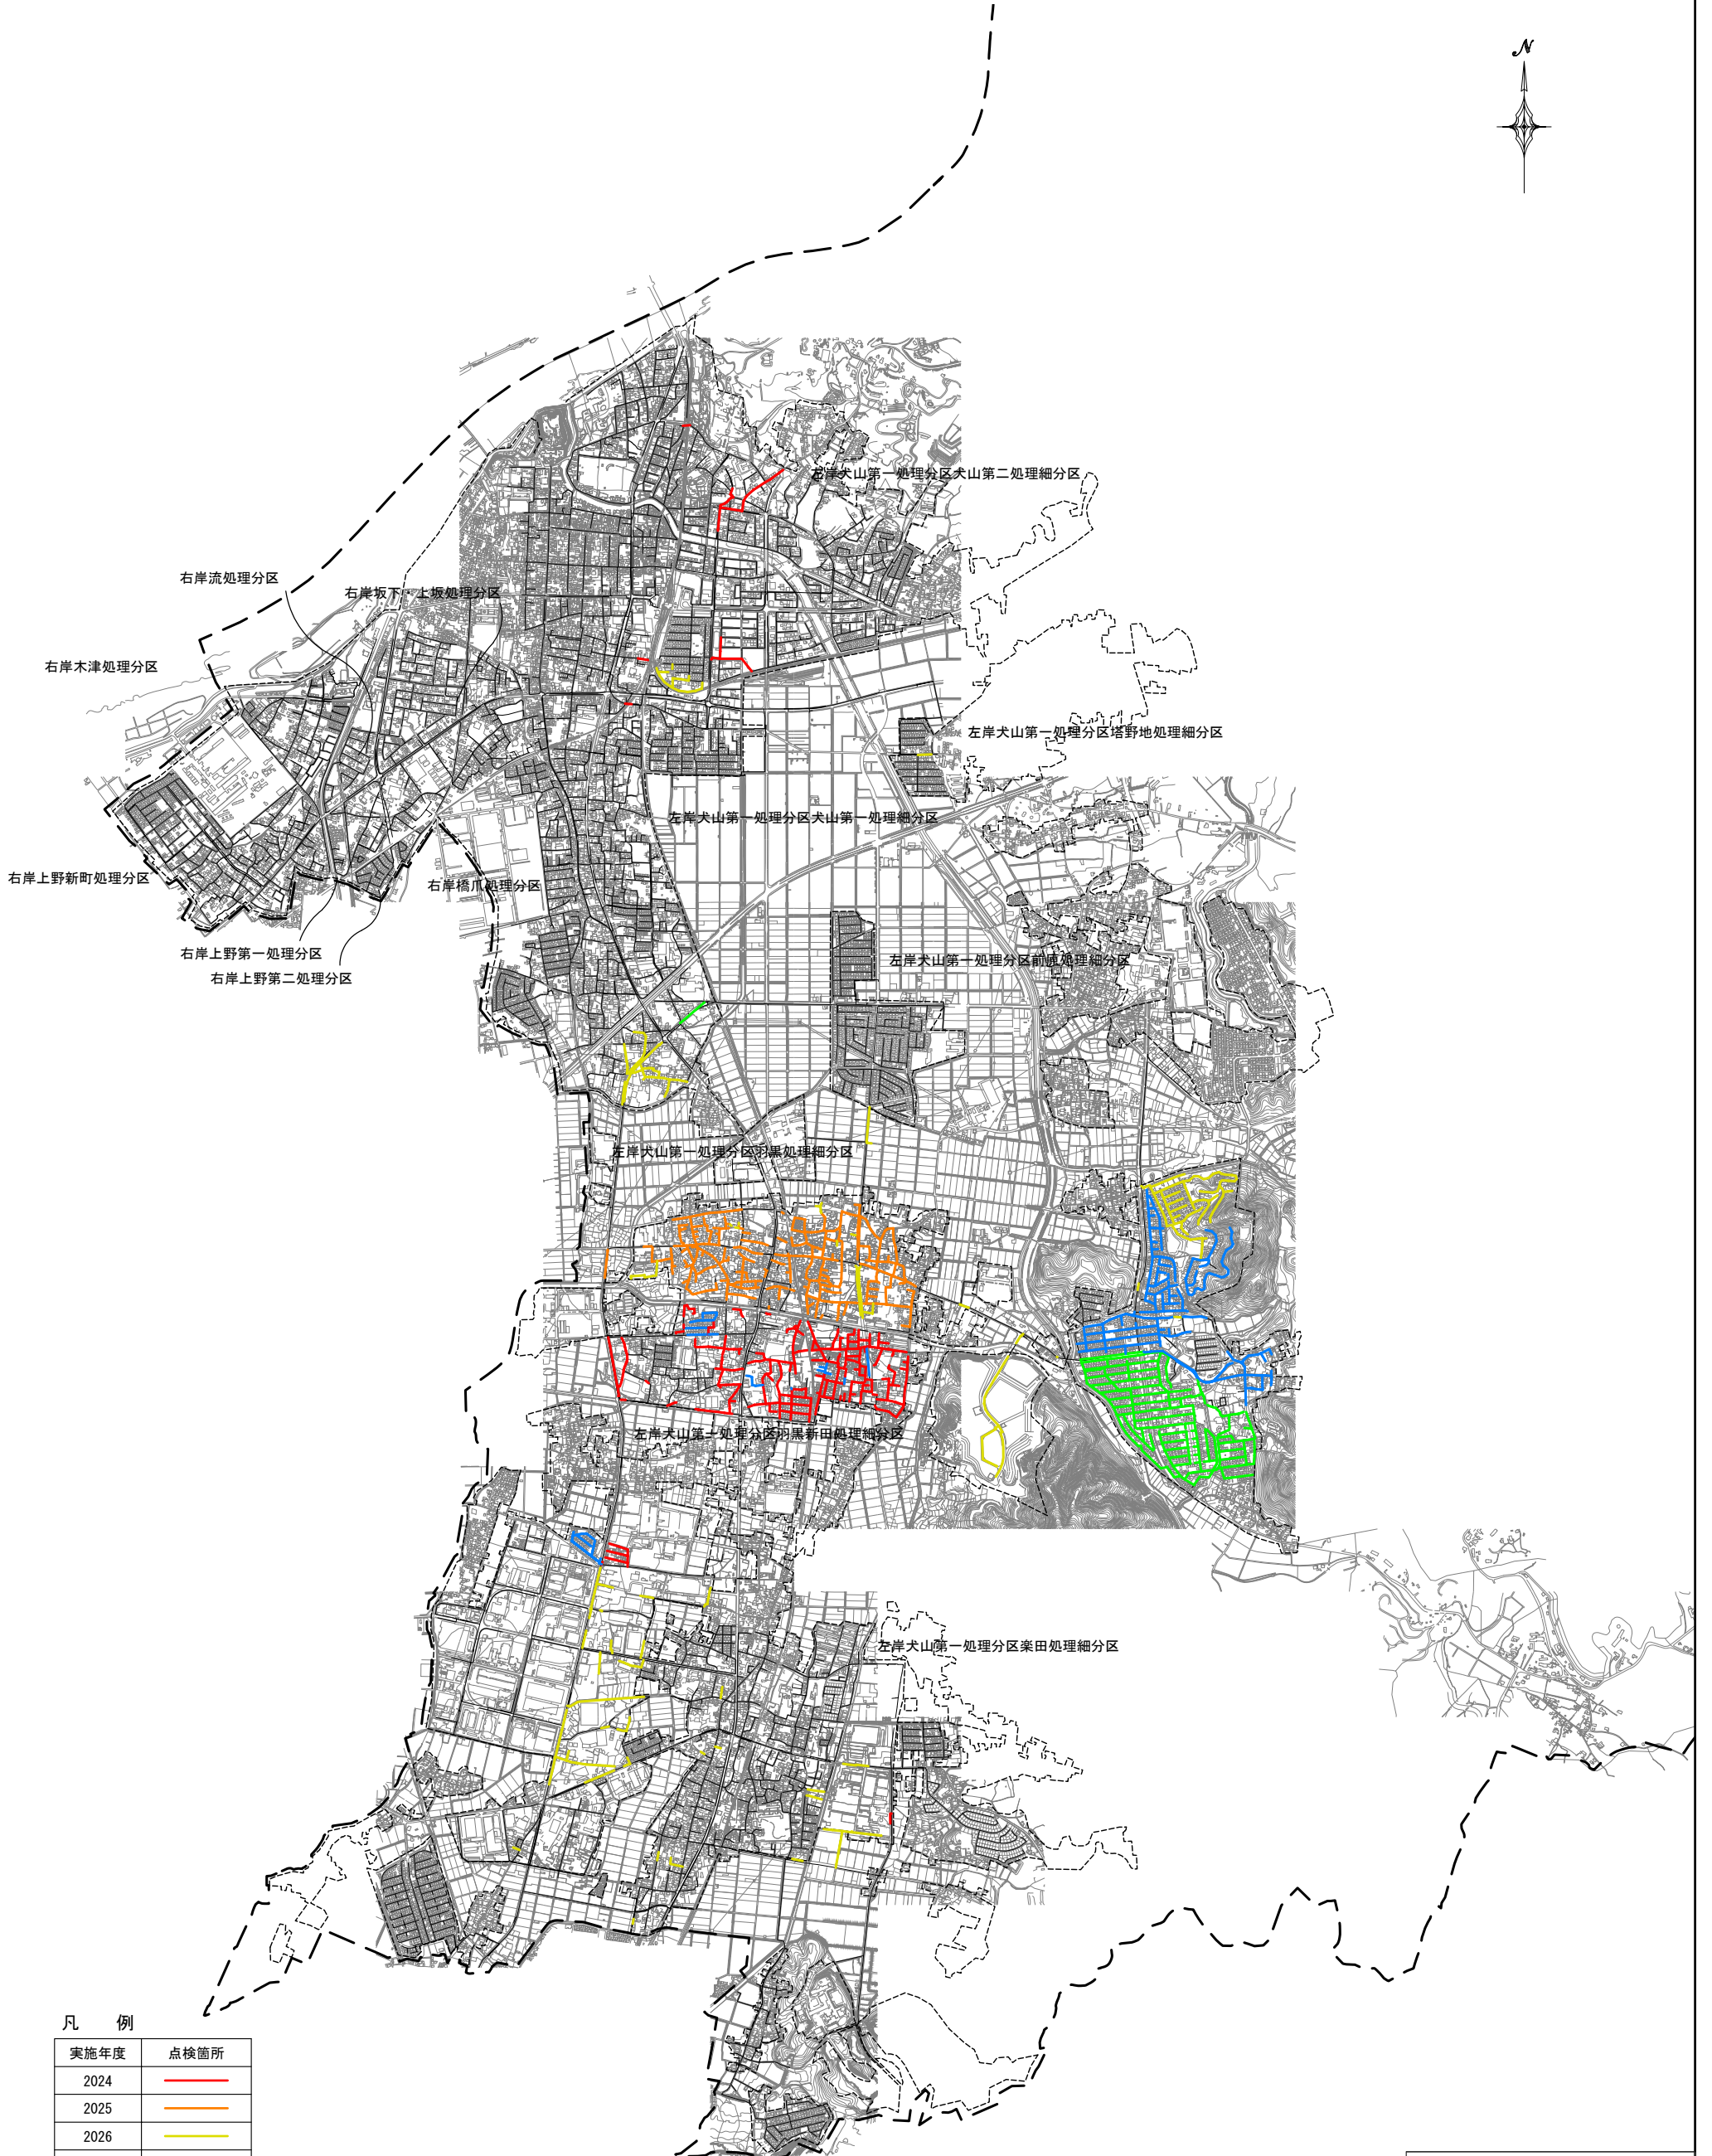 N
左岸犬山第一処理分区犬山第二処理細分区
右岸流処理分区
右岸坂下・上坂処理分区
右岸木津処理分区
左岸犬山第一処理分区塔野地処理細分区
左岸犬山第一処理分区犬山第一処理細分区
右岸上野新町処理分区
右岸橋爪処理分区
右岸上野第一処理分区
左岸犬山第一処理分区前原処理細分区
右岸上野第二処理分区
左岸犬山第一処理分区羽黒処理細分区
左岸犬山第一処理分区羽黒新田処理細分区
左岸犬山第一処理分区楽田処理細分区
凡 例
実施年度 点検箇所
2024
2025
2026